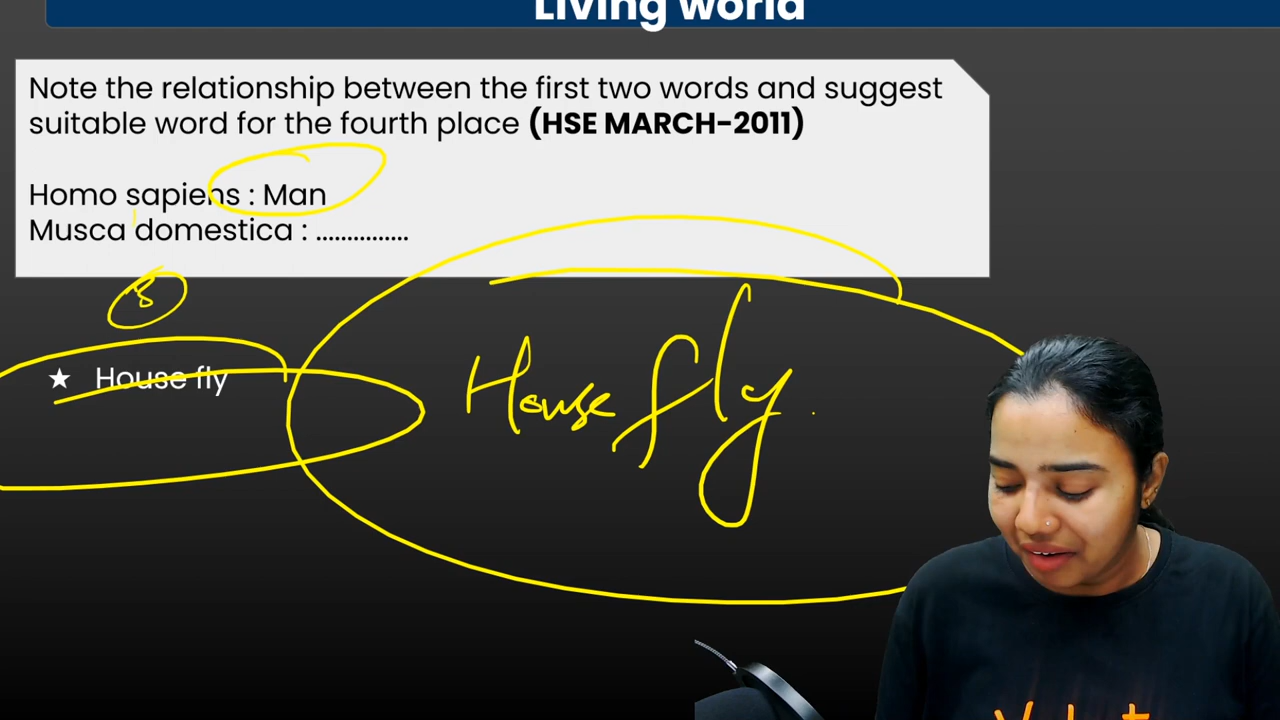 Living world
Note the relationship between the first two words and suggest
suitable word for the fourth place (HSE MARCH-2011)
Homo sapiens : Man
Musca domestica : ...............
★ House fly
House fly